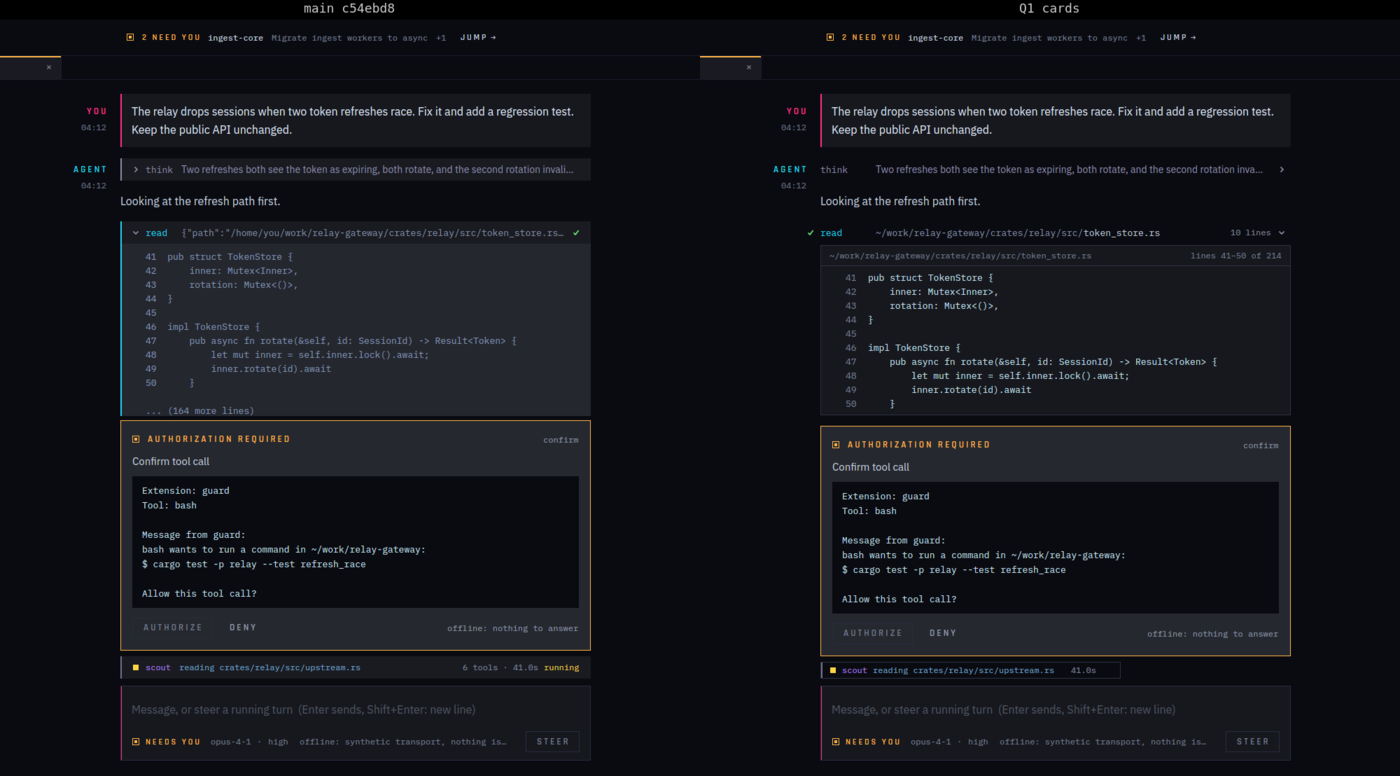 main c54ebd8
2 NEED YOU ingest-core Migrate ingest workers to async +1 JUMP →
×
YOU
04:12
The relay drops sessions when two token refreshes race. Fix it and add a regression test.
Keep the public API unchanged.
AGENT
04:12
think Two refreshes both see the token as expiring, both rotate, and the second rotation invali…
Looking at the refresh path first.
read {"path":"/home/you/work/relay-gateway/crates/relay/src/token_store.rs… ✓
41 pub struct TokenStore {
42     inner: Mutex<Inner>,
43     rotation: Mutex<()>,
44 }
45
46 impl TokenStore {
47     pub async fn rotate(&self, id: SessionId) -> Result<Token> {
48         let mut inner = self.inner.lock().await;
49         inner.rotate(id).await
50     }
... (164 more lines)
AUTHORIZATION REQUIRED confirm
Confirm tool call
Extension: guard
Tool: bash
Message from guard:
bash wants to run a command in ~/work/relay-gateway:
$ cargo test -p relay --test refresh_race
Allow this tool call?
AUTHORIZE DENY offline: nothing to answer
scout reading crates/relay/src/upstream.rs 6 tools · 41.0s running
Message, or steer a running turn (Enter sends, Shift+Enter: new line)
NEEDS YOU opus-4-1 · high offline: synthetic transport, nothing is… STEER
Q1 cards
2 NEED YOU ingest-core Migrate ingest workers to async +1 JUMP →
×
YOU
04:12
The relay drops sessions when two token refreshes race. Fix it and add a regression test.
Keep the public API unchanged.
AGENT
04:12
think Two refreshes both see the token as expiring, both rotate, and the second rotation inva…
Looking at the refresh path first.
✓ read ~/work/relay-gateway/crates/relay/src/token_store.rs 10 lines
~/work/relay-gateway/crates/relay/src/token_store.rs lines 41–50 of 214
41 pub struct TokenStore {
42     inner: Mutex<Inner>,
43     rotation: Mutex<()>,
44 }
45
46 impl TokenStore {
47     pub async fn rotate(&self, id: SessionId) -> Result<Token> {
48         let mut inner = self.inner.lock().await;
49         inner.rotate(id).await
50     }
AUTHORIZATION REQUIRED confirm
Confirm tool call
Extension: guard
Tool: bash
Message from guard:
bash wants to run a command in ~/work/relay-gateway:
$ cargo test -p relay --test refresh_race
Allow this tool call?
AUTHORIZE DENY offline: nothing to answer
scout reading crates/relay/src/upstream.rs 41.0s
Message, or steer a running turn (Enter sends, Shift+Enter: new line)
NEEDS YOU opus-4-1 · high offline: synthetic transport, nothing is… STEER